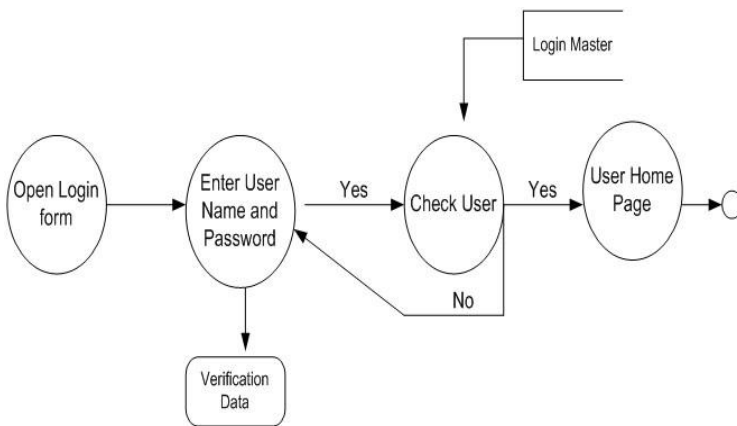 Login Master
Open Login
form
Enter User
Name and
Password
Yes
Check User
Yes
User Home
Page
No
Verification
Data